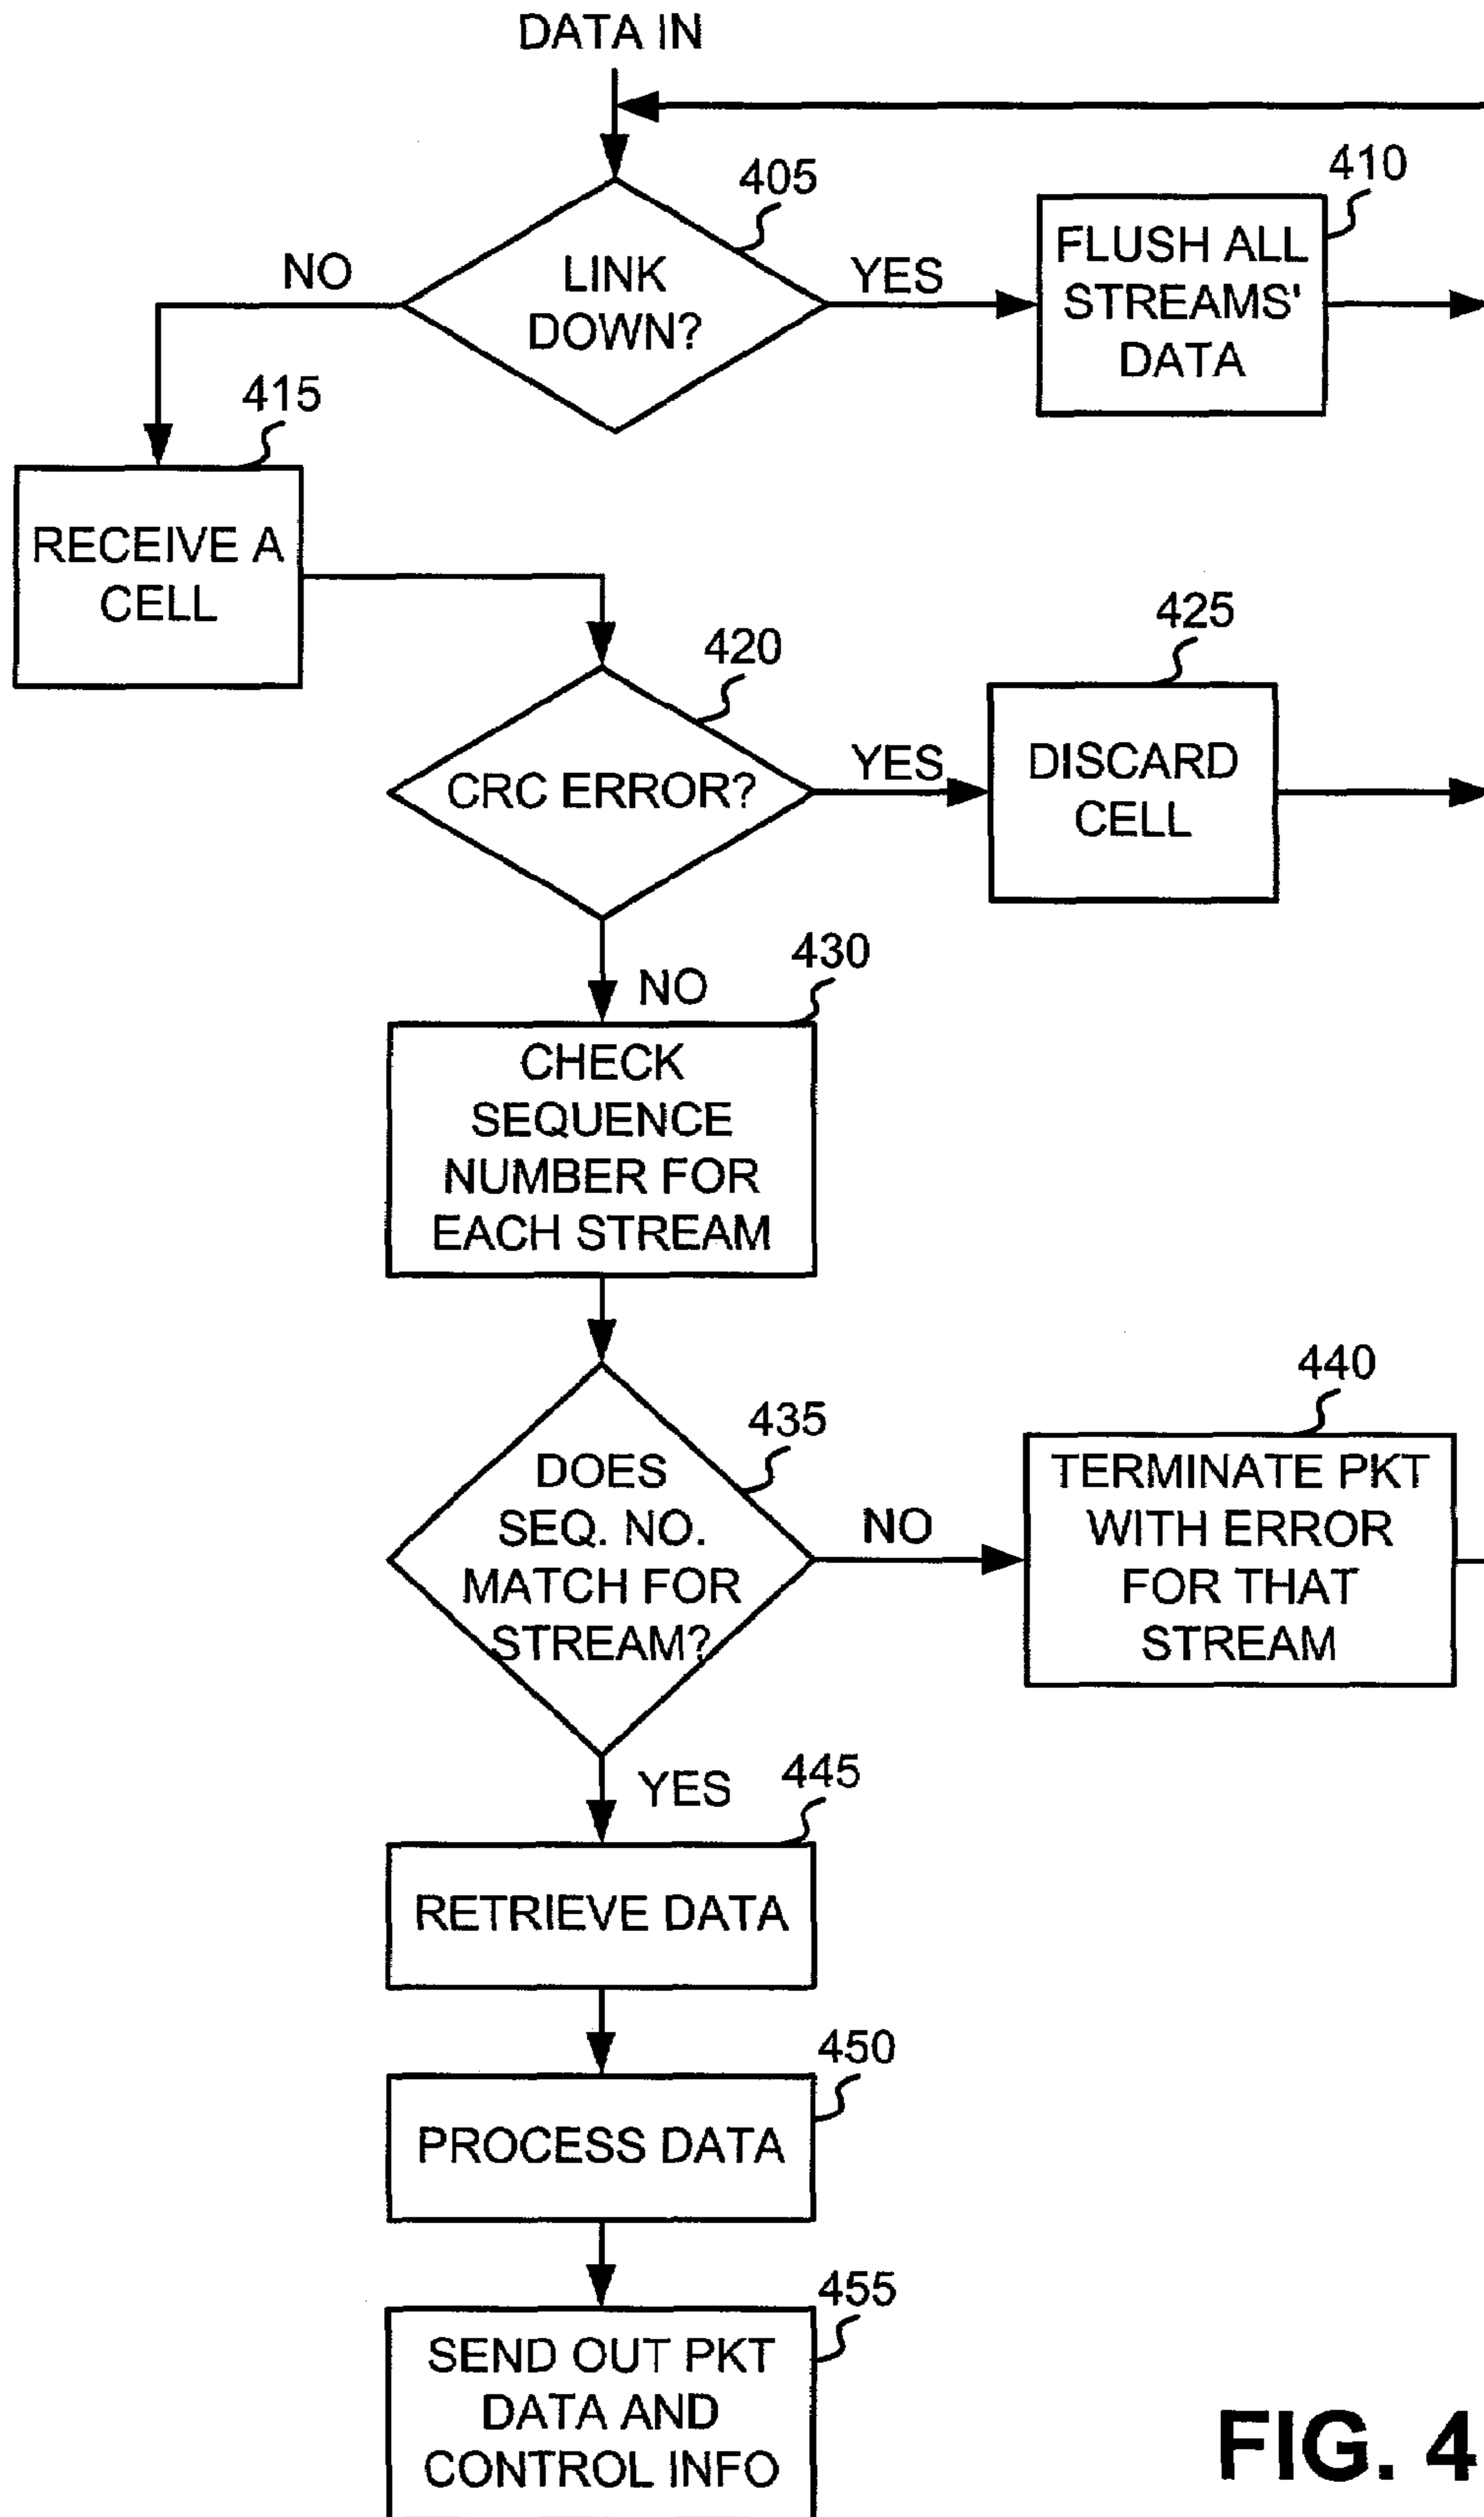 DATA IN
405
410
NO
LINK
DOWN?
YES
FLUSH ALL
STREAMS'
DATA
415
RECEIVE A
CELL
420
425
CRC ERROR?
YES
DISCARD
CELL
NO
430
CHECK
SEQUENCE
NUMBER FOR
EACH STREAM
435
440
DOES
SEQ. NO.
MATCH FOR
STREAM?
NO
TERMINATE PKT
WITH ERROR
FOR THAT
STREAM
YES
445
RETRIEVE DATA
450
PROCESS DATA
455
SEND OUT PKT
DATA AND
CONTROL INFO
FIG. 4